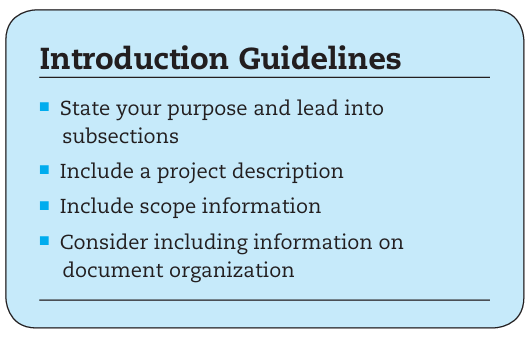 Introduction Guidelines
■ State your purpose and lead into
subsections
■ Include a project description
■ Include scope information
■ Consider including information on
document organization